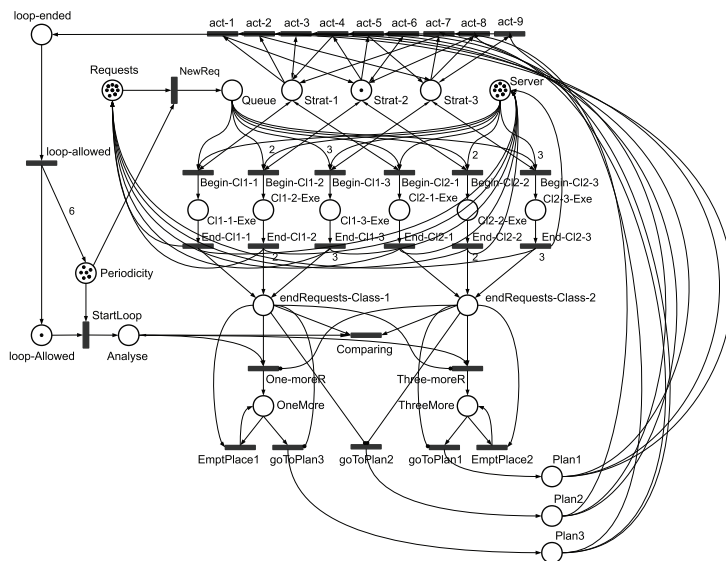 loop-ended
act-1 act-2 act-3 act-4 act-5 act-6 act-7 act-8 act-9
Requests
NewReq
Server
Queue
Strat-1
Strat-2
Strat-3
loop-allowed
2
3
2
3
Begin-Cl1-1
Begin-Cl1-2
Begin-Cl1-3
Begin-Cl2-1
Begin-Cl2-2
Begin-Cl2-3
6
Cl1-1-Exe
Cl1-2-Exe
Cl1-3-Exe
Cl2-1-Exe
Cl2-2-Exe
Cl2-3-Exe
End-Cl1-1
End-Cl1-2
End-Cl1-3
End-Cl2-1
End-Cl2-2
End-Cl2-3
2
3
2
3
Periodicity
endRequests-Class-1
endRequests-Class-2
StartLoop
loop-Allowed
Analyse
Comparing
One-moreR
Three-moreR
OneMore
ThreeMore
EmptPlace1
goToPlan3
goToPlan2
goToPlan1
EmptPlace2
Plan1
Plan2
Plan3